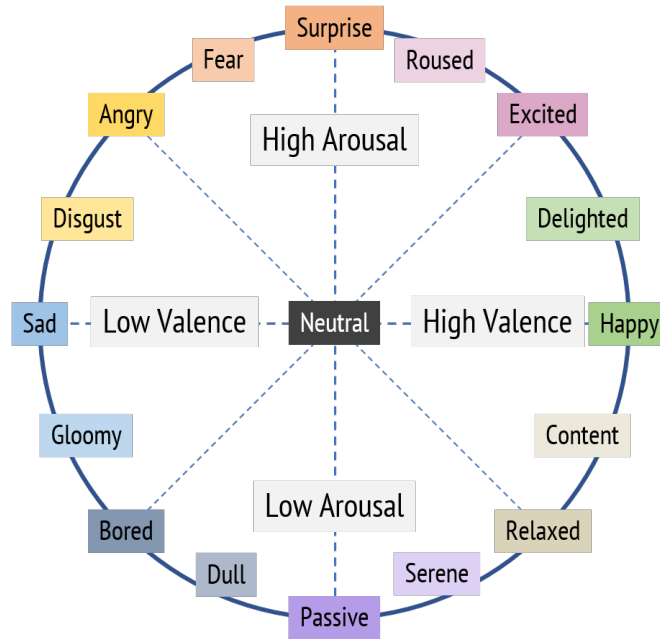 Surprise
Fear
Roused
Angry
Excited
High Arousal
Disgust
Delighted
Sad
Low Valence
Neutral
High Valence
Happy
Gloomy
Content
Low Arousal
Bored
Relaxed
Dull
Serene
Passive